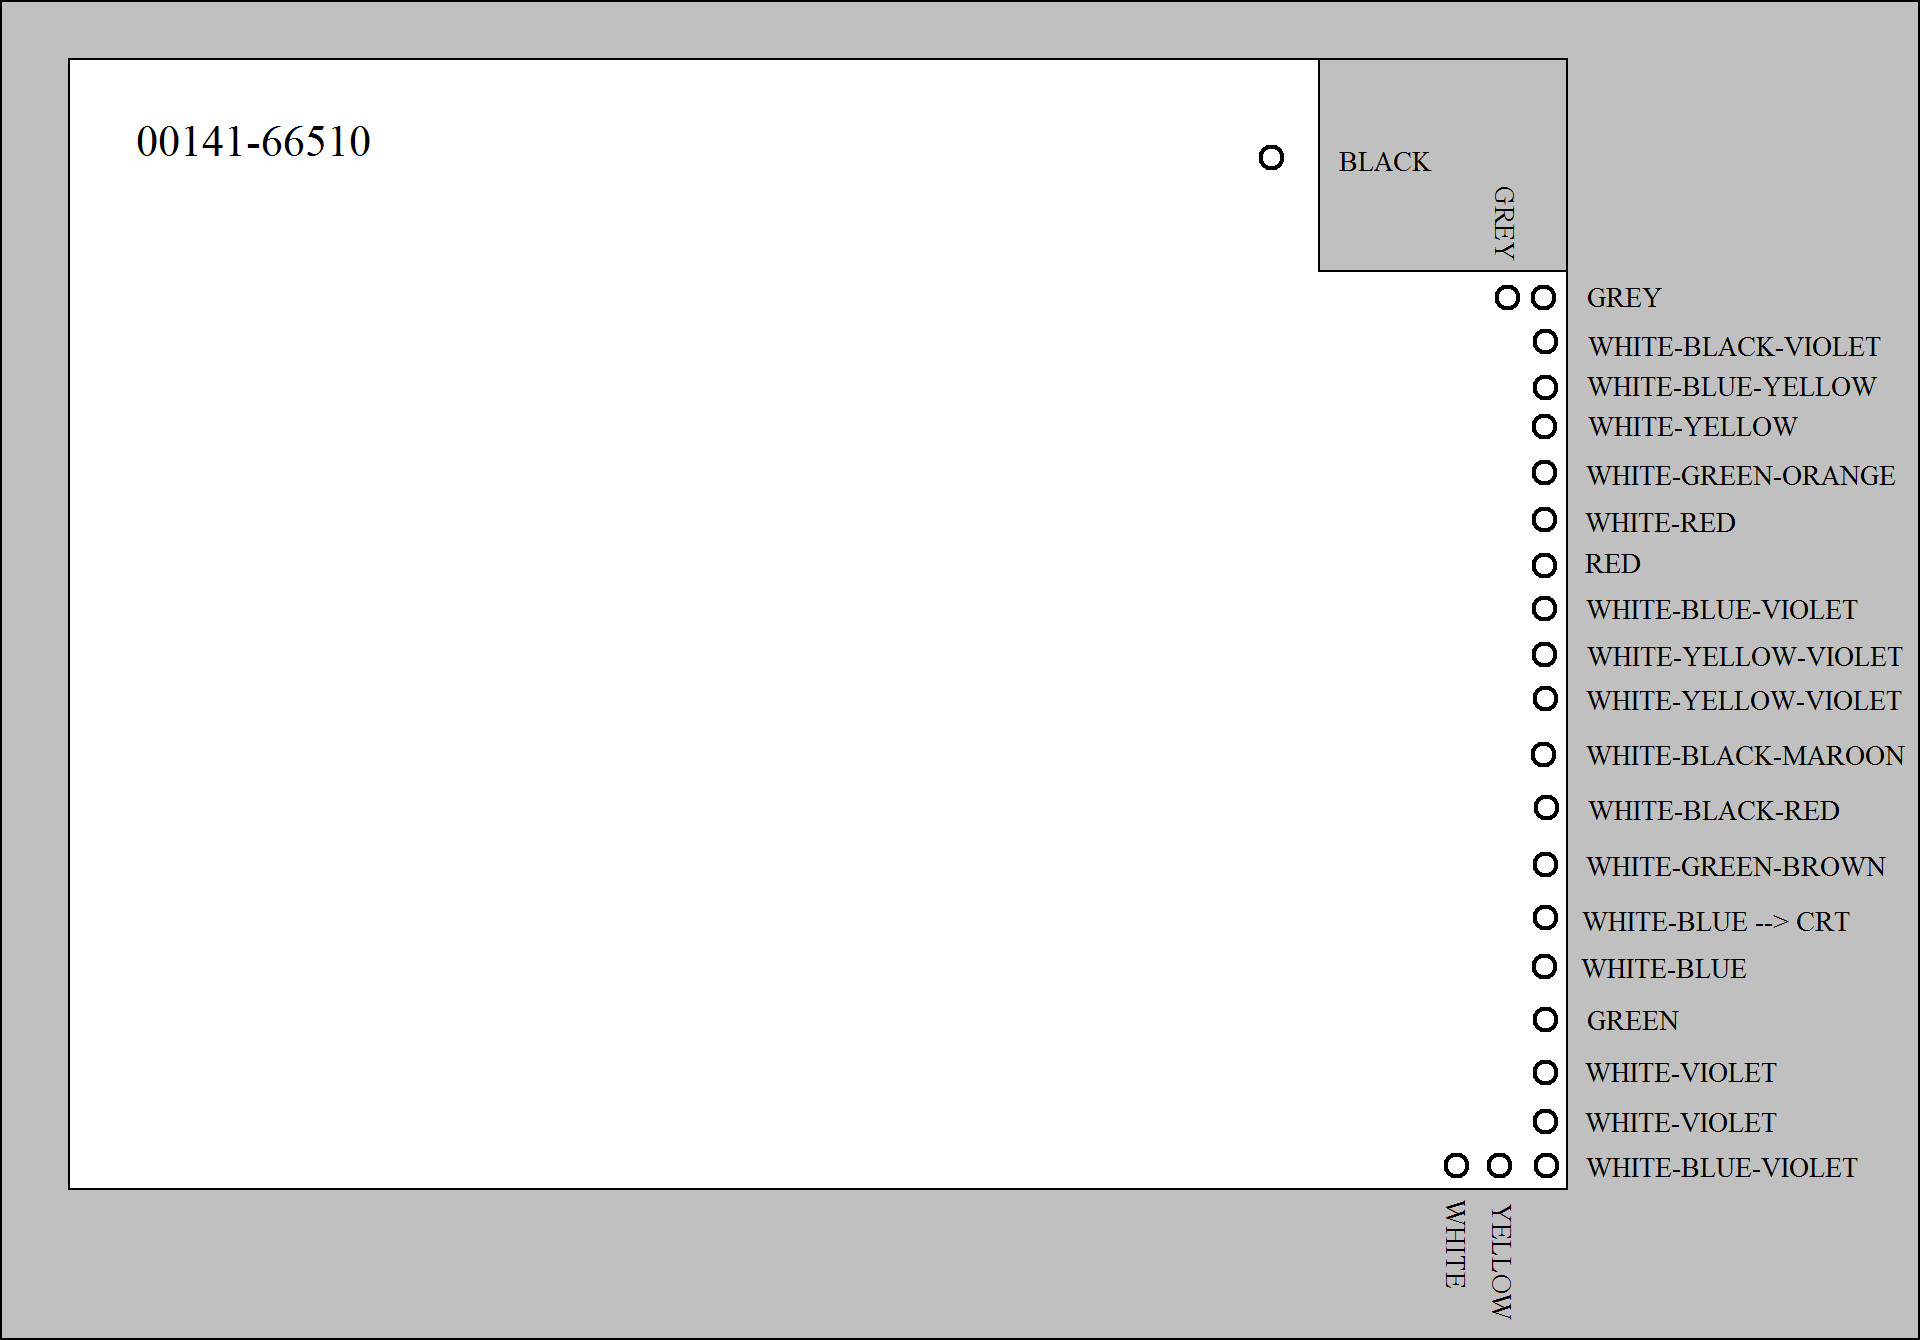 00141-66510
BLACK
GREY
GREY
WHITE-BLACK-VIOLET
WHITE-BLUE-YELLOW
WHITE-YELLOW
WHITE-GREEN-ORANGE
WHITE-RED
RED
WHITE-BLUE-VIOLET
WHITE-YELLOW-VIOLET
WHITE-YELLOW-VIOLET
WHITE-BLACK-MAROON
WHITE-BLACK-RED
WHITE-GREEN-BROWN
WHITE-BLUE --> CRT
WHITE-BLUE
GREEN
WHITE-VIOLET
WHITE-VIOLET
WHITE-BLUE-VIOLET
WHITE
YELLOW